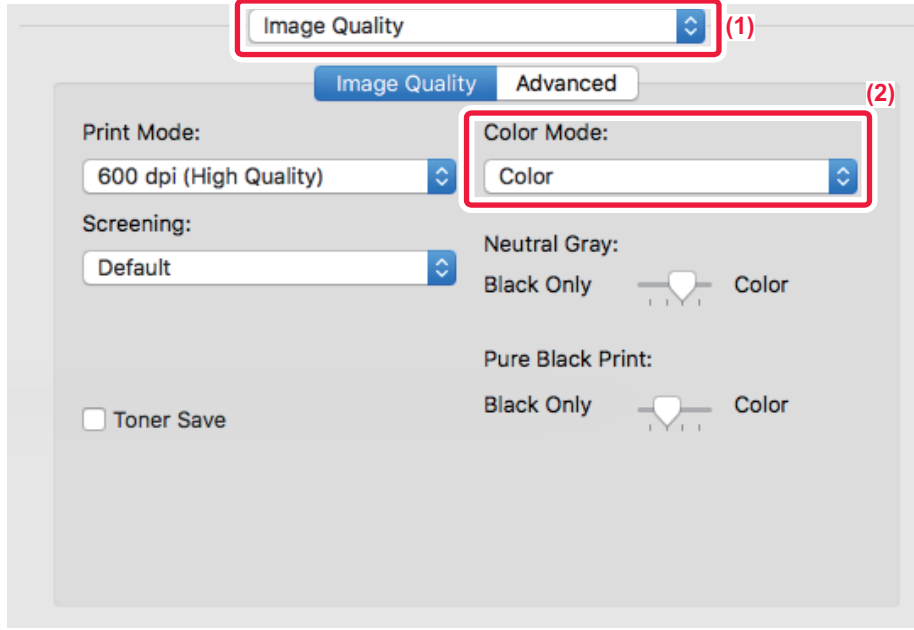 Image Quality
(1)
Image Quality
Advanced
(2)
Print Mode:
600 dpi (High Quality)
Screening:
Default
Toner Save
Color Mode:
Color
Neutral Gray:
Black Only Color
Pure Black Print:
Black Only Color